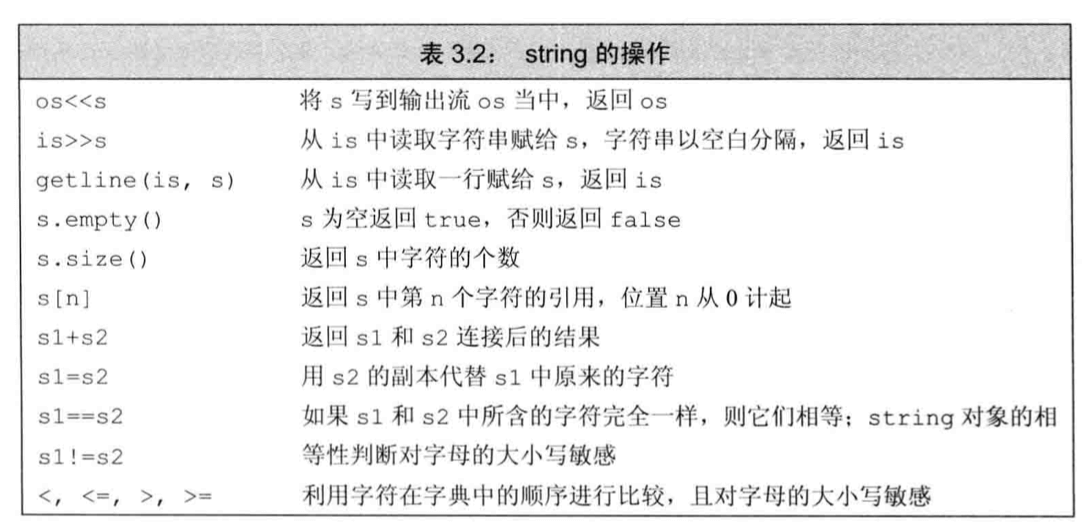 表 3.2： string 的操作
os<<s 将 s 写到输出流 os 当中，返回 os
is>>s 从 is 中读取字符串赋给 s，字符串以空白分隔，返回 is
getline(is, s) 从 is 中读取一行赋给 s，返回 is
s.empty() s 为空返回 true，否则返回 false
s.size() 返回 s 中字符的个数
s[n] 返回 s 中第 n 个字符的引用，位置 n 从 0 计起
s1+s2 返回 s1 和 s2 连接后的结果
s1=s2 用 s2 的副本代替 s1 中原来的字符
s1==s2 如果 s1 和 s2 中所含的字符完全一样，则它们相等；string 对象的相
s1!=s2 等性判断对字母的大小写敏感
<, <=, >, >= 利用字符在字典中的顺序进行比较，且对字母的大小写敏感